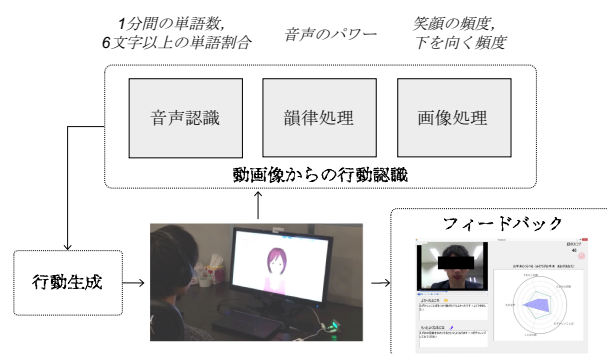 1分間の単語数,
6文字以上の単語割合
音声のパワー
笑顔の頻度,
下を向く頻度
音声認識
韻律処理
画像処理
動画像からの行動認識
行動生成
フィードバック